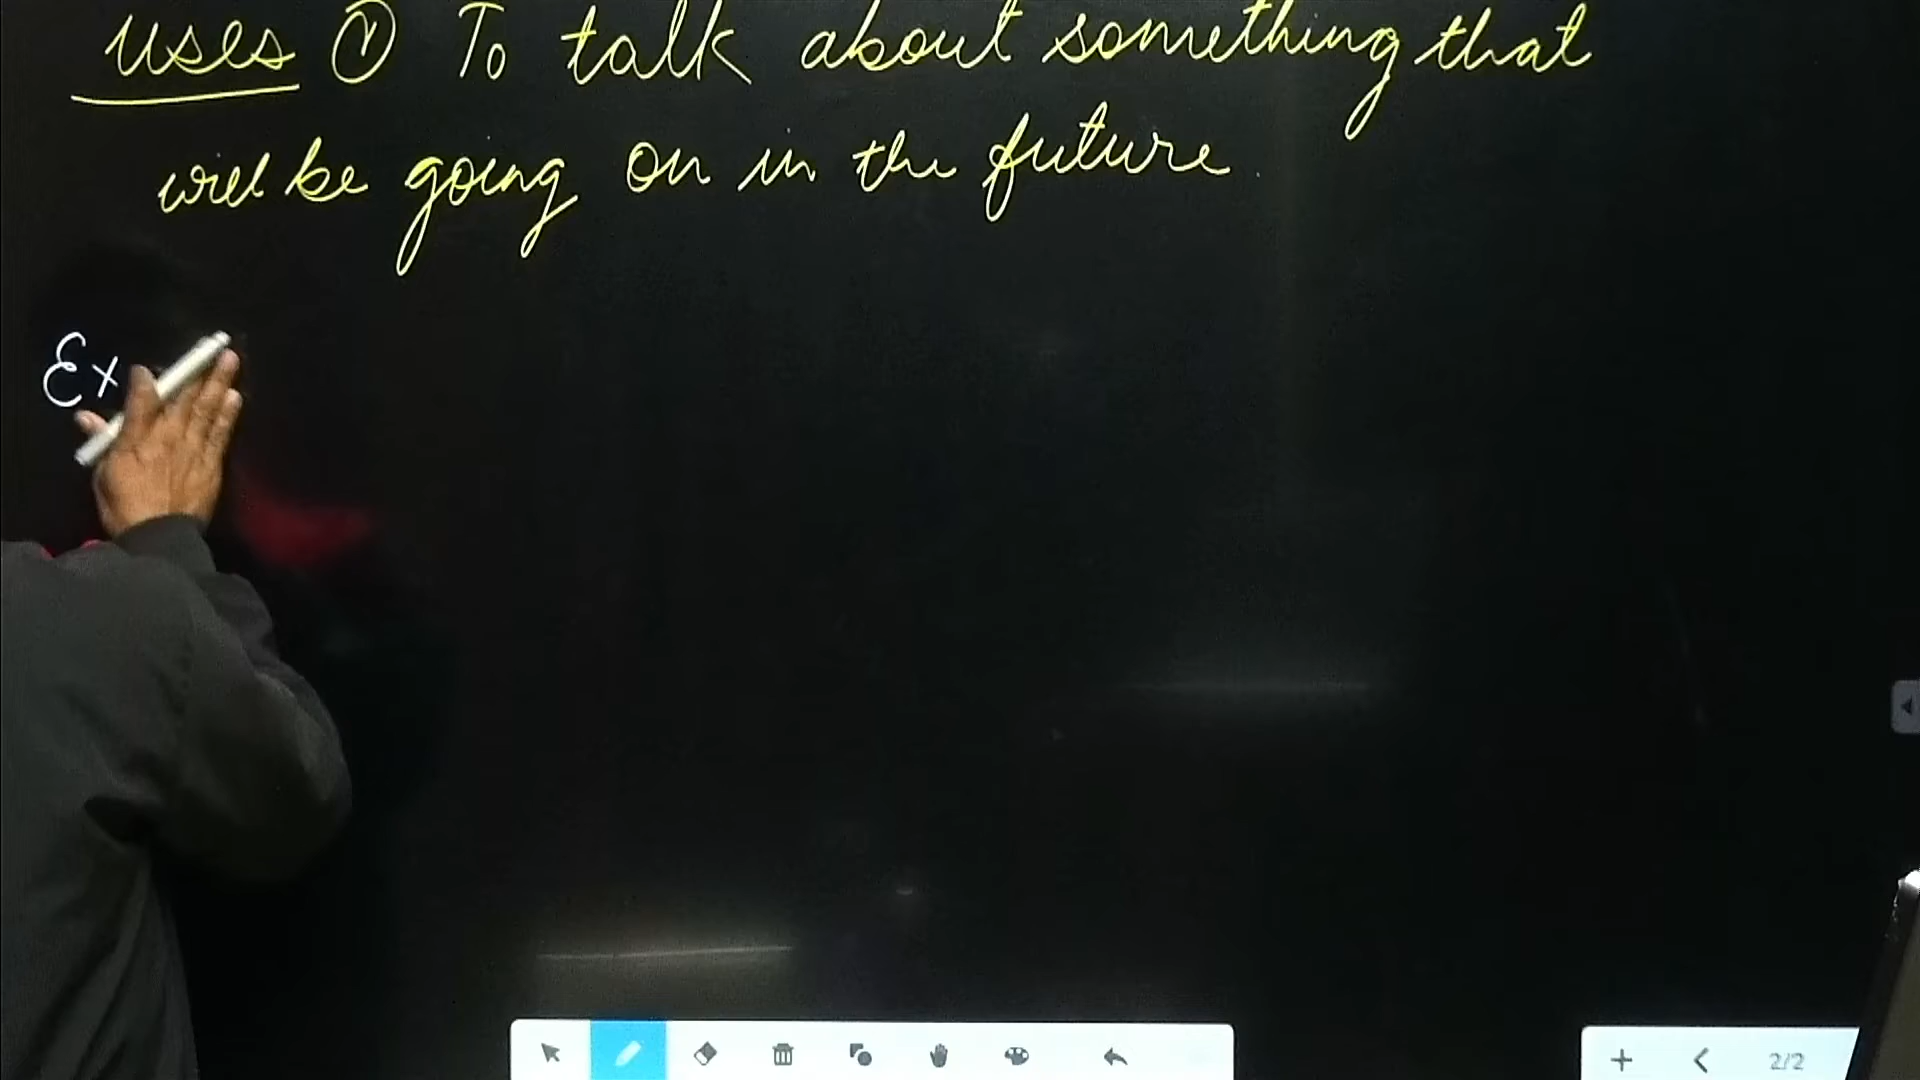 uses ① To talk about something that
will be going on in the future.
Ex
2/2